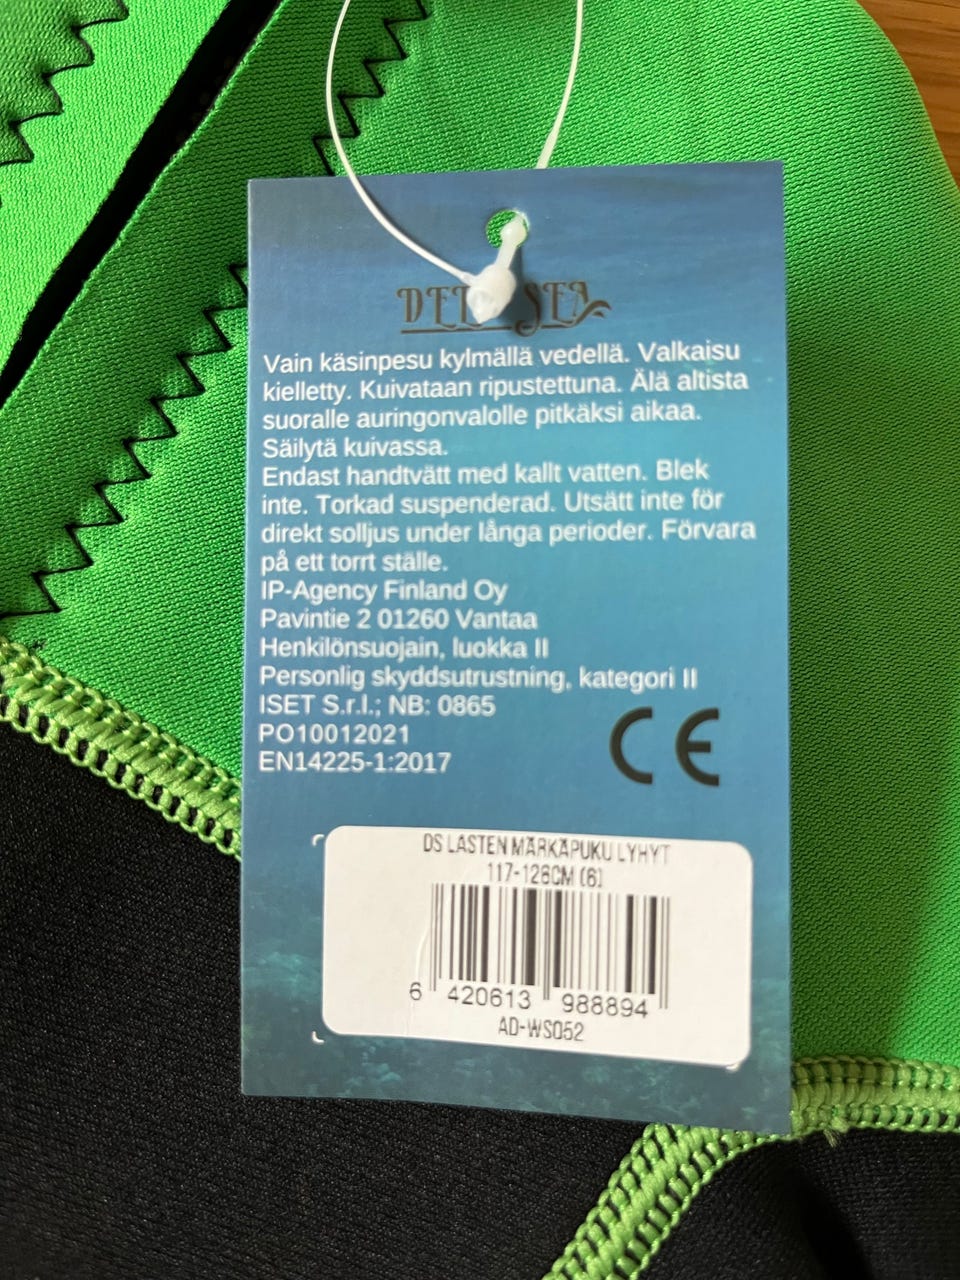 SEA
Vain käsinpesu kylmällä vedellä. Valkaisu
kielletty. Kuivataan ripustettuna. Älä altista
suoralle auringonvalolle pitkäksi aikaa.
Säilytä kuivassa.
Endast handtvätt med kallt vatten. Blek
inte. Torkad suspenderad. Utsätt inte för
direkt solljus under långa perioder. Förvara
på ett torrt ställe.
IP-Agency Finland Oy
Pavintie 2 01260 Vantaa
Henkilönsuojain, luokka II
Personlig skyddsutrustning, kategori II
ISET S.r.l.; NB: 0865
PO10012021
EN14225-1:2017
CE
DS LASTEN MÄRKÄPUKU LYHYT
117-126CM (6)
6 420613 988894
AD-WS052